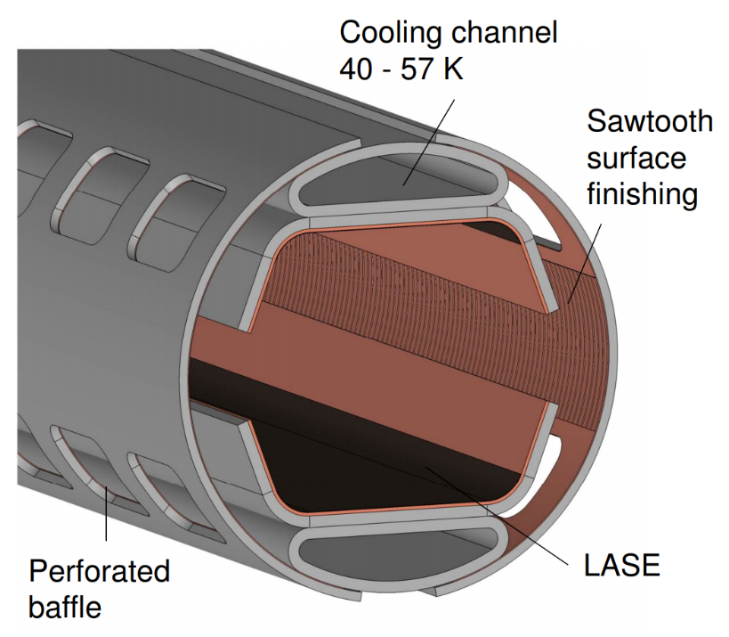 Cooling channel
40 - 57 K
Sawtooth
surface
finishing
LASE
Perforated
baffle